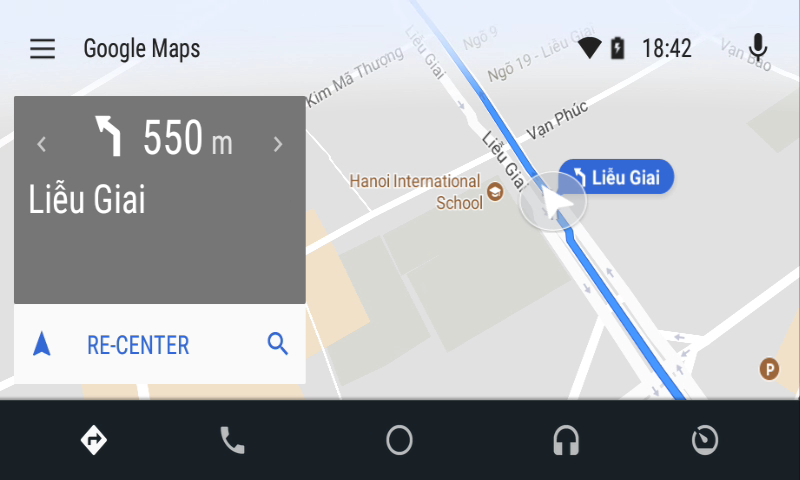 Google Maps
18:42
550 m
Liễu Giai
RE-CENTER
Liễu Giai
Ngõ 9
Ngõ 19 - Liễu Giai
Vạn Bảo
Kim Mã Thượng
Vạn Phúc
Liễu Giai
Liễu Giai
Hanoi International
School
P